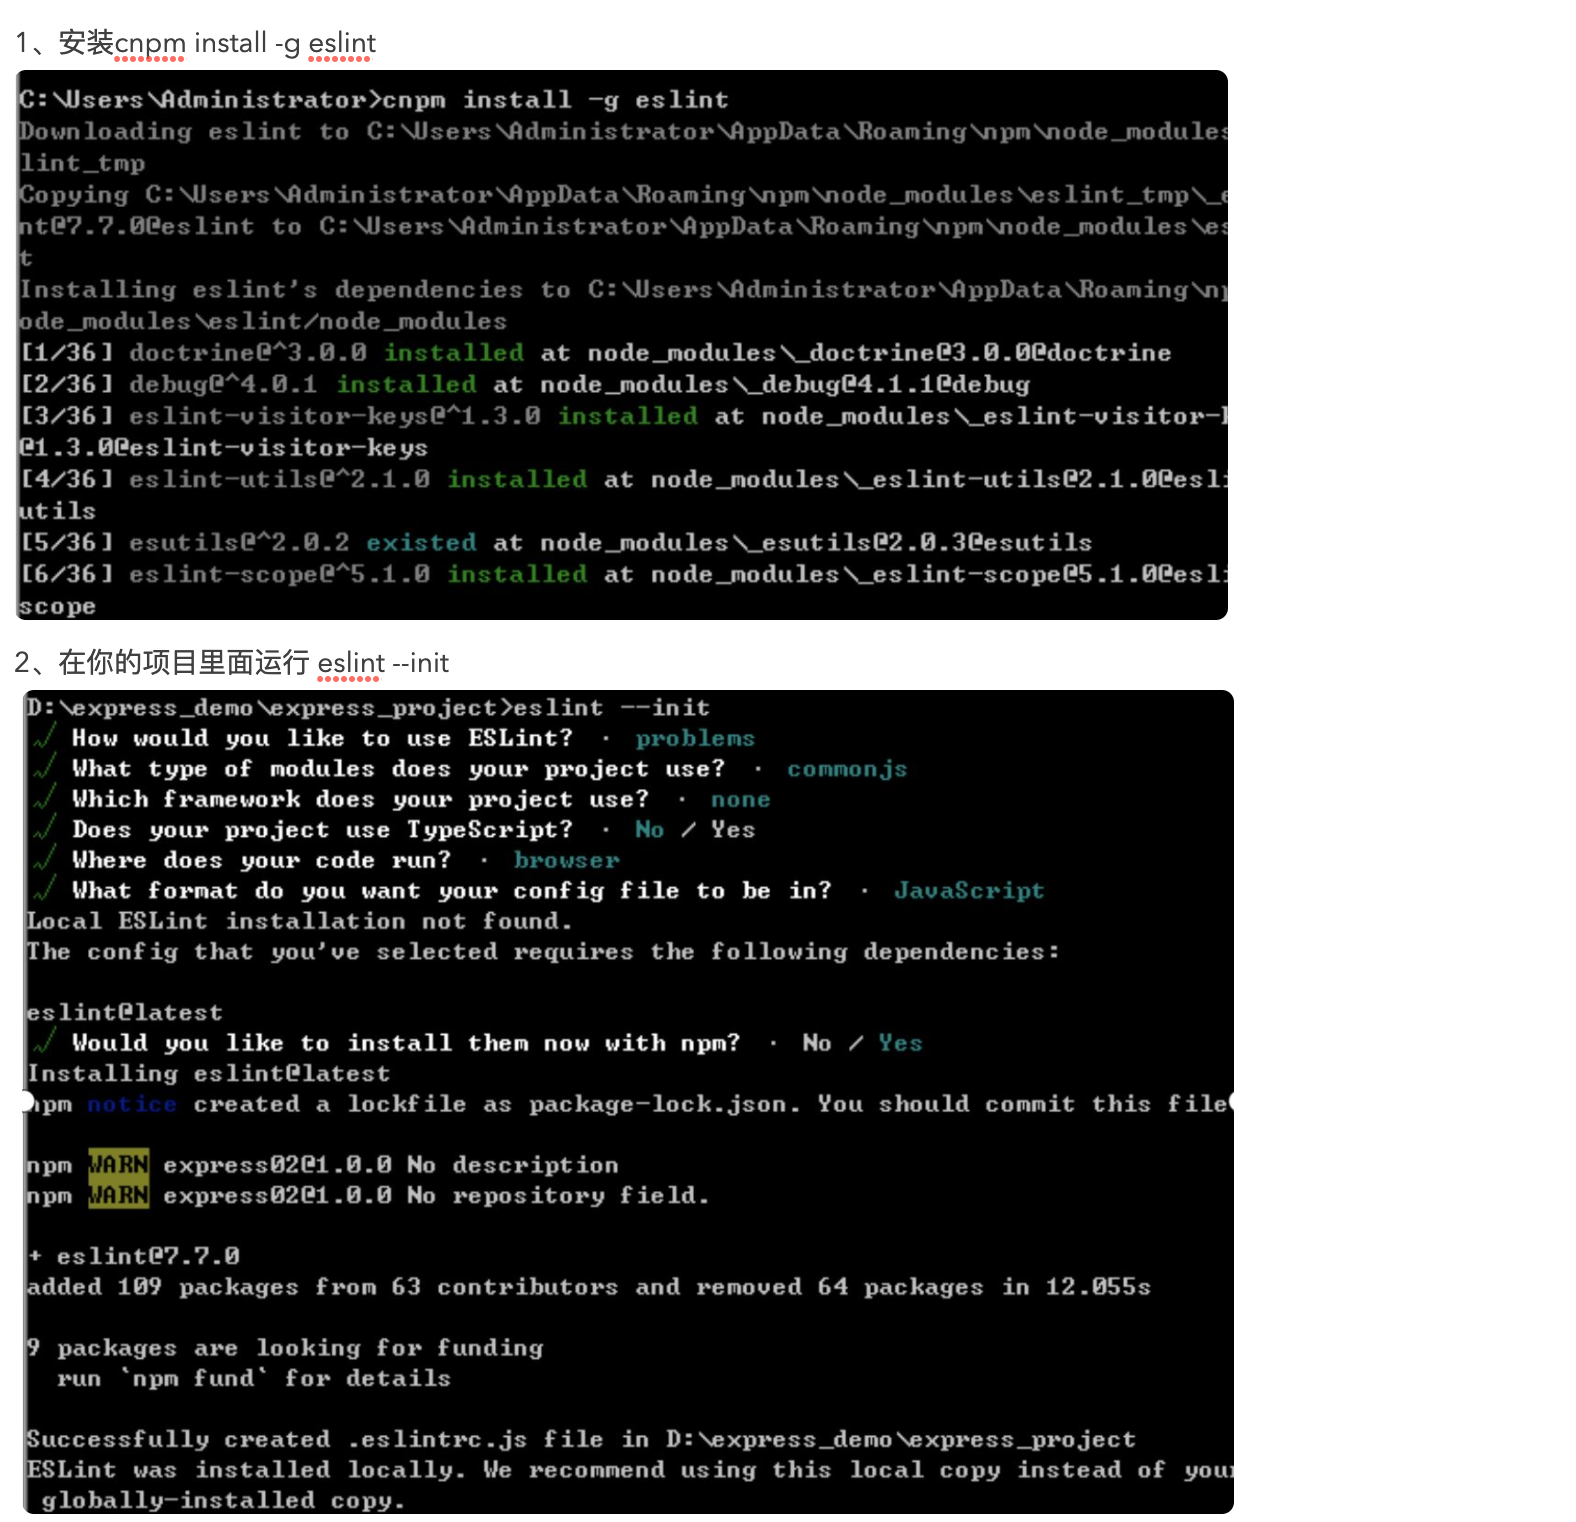 1、安装cnpm install -g eslint
C:\Users\Administrator>cnpm install -g eslint
Downloading eslint to C:\Users\Administrator\AppData\Roaming\npm\node_modules
lint_tmp
Copying C:\Users\Administrator\AppData\Roaming\npm\node_modules\eslint_tmp\_e
nt@7.7.0@eslint to C:\Users\Administrator\AppData\Roaming\npm\node_modules\es
t
Installing eslint's dependencies to C:\Users\Administrator\AppData\Roaming\np
ode_modules\eslint/node_modules
[1/36] doctrine@^3.0.0 installed at node_modules\_doctrine@3.0.0@doctrine
[2/36] debug@^4.0.1 installed at node_modules\_debug@4.1.1@debug
[3/36] eslint-visitor-keys@^1.3.0 installed at node_modules\_eslint-visitor-k
@1.3.0@eslint-visitor-keys
[4/36] eslint-utils@^2.1.0 installed at node_modules\_eslint-utils@2.1.0@esli
utils
[5/36] esutils@^2.0.2 existed at node_modules\_esutils@2.0.3@esutils
[6/36] eslint-scope@^5.1.0 installed at node_modules\_eslint-scope@5.1.0@esli
scope
2、在你的项目里面运行 eslint --init
D:\express_demo\express_project>eslint --init
√ How would you like to use ESLint? · problems
√ What type of modules does your project use? · commonjs
√ Which framework does your project use? · none
√ Does your project use TypeScript? · No / Yes
√ Where does your code run? · browser
√ What format do you want your config file to be in? · JavaScript
Local ESLint installation not found.
The config that you've selected requires the following dependencies:
eslint@latest
√ Would you like to install them now with npm? · No / Yes
Installing eslint@latest
npm notice created a lockfile as package-lock.json. You should commit this file
npm WARN express02@1.0.0 No description
npm WARN express02@1.0.0 No repository field.
+ eslint@7.7.0
added 109 packages from 63 contributors and removed 64 packages in 12.055s
9 packages are looking for funding
run `npm fund` for details
Successfully created .eslintrc.js file in D:\express_demo\express_project
ESLint was installed locally. We recommend using this local copy instead of your
globally-installed copy.